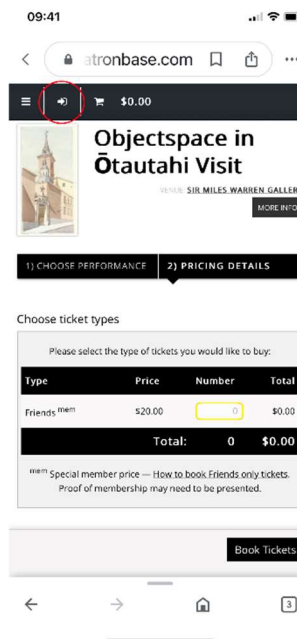 09:41
atronbase.com
$0.00
Objectspace in
Ōtautahi Visit
VENUE SIR MILES WARREN GALLER
MORE INFO
1) CHOOSE PERFORMANCE 2) PRICING DETAILS
Choose ticket types
Please select the type of tickets you would like to buy:
Type Price Number Total
Friends mem $20.00 0 $0.00
Total: 0 $0.00
mem Special member price — How to book Friends only tickets.
Proof of membership may need to be presented.
Book Tickets
3